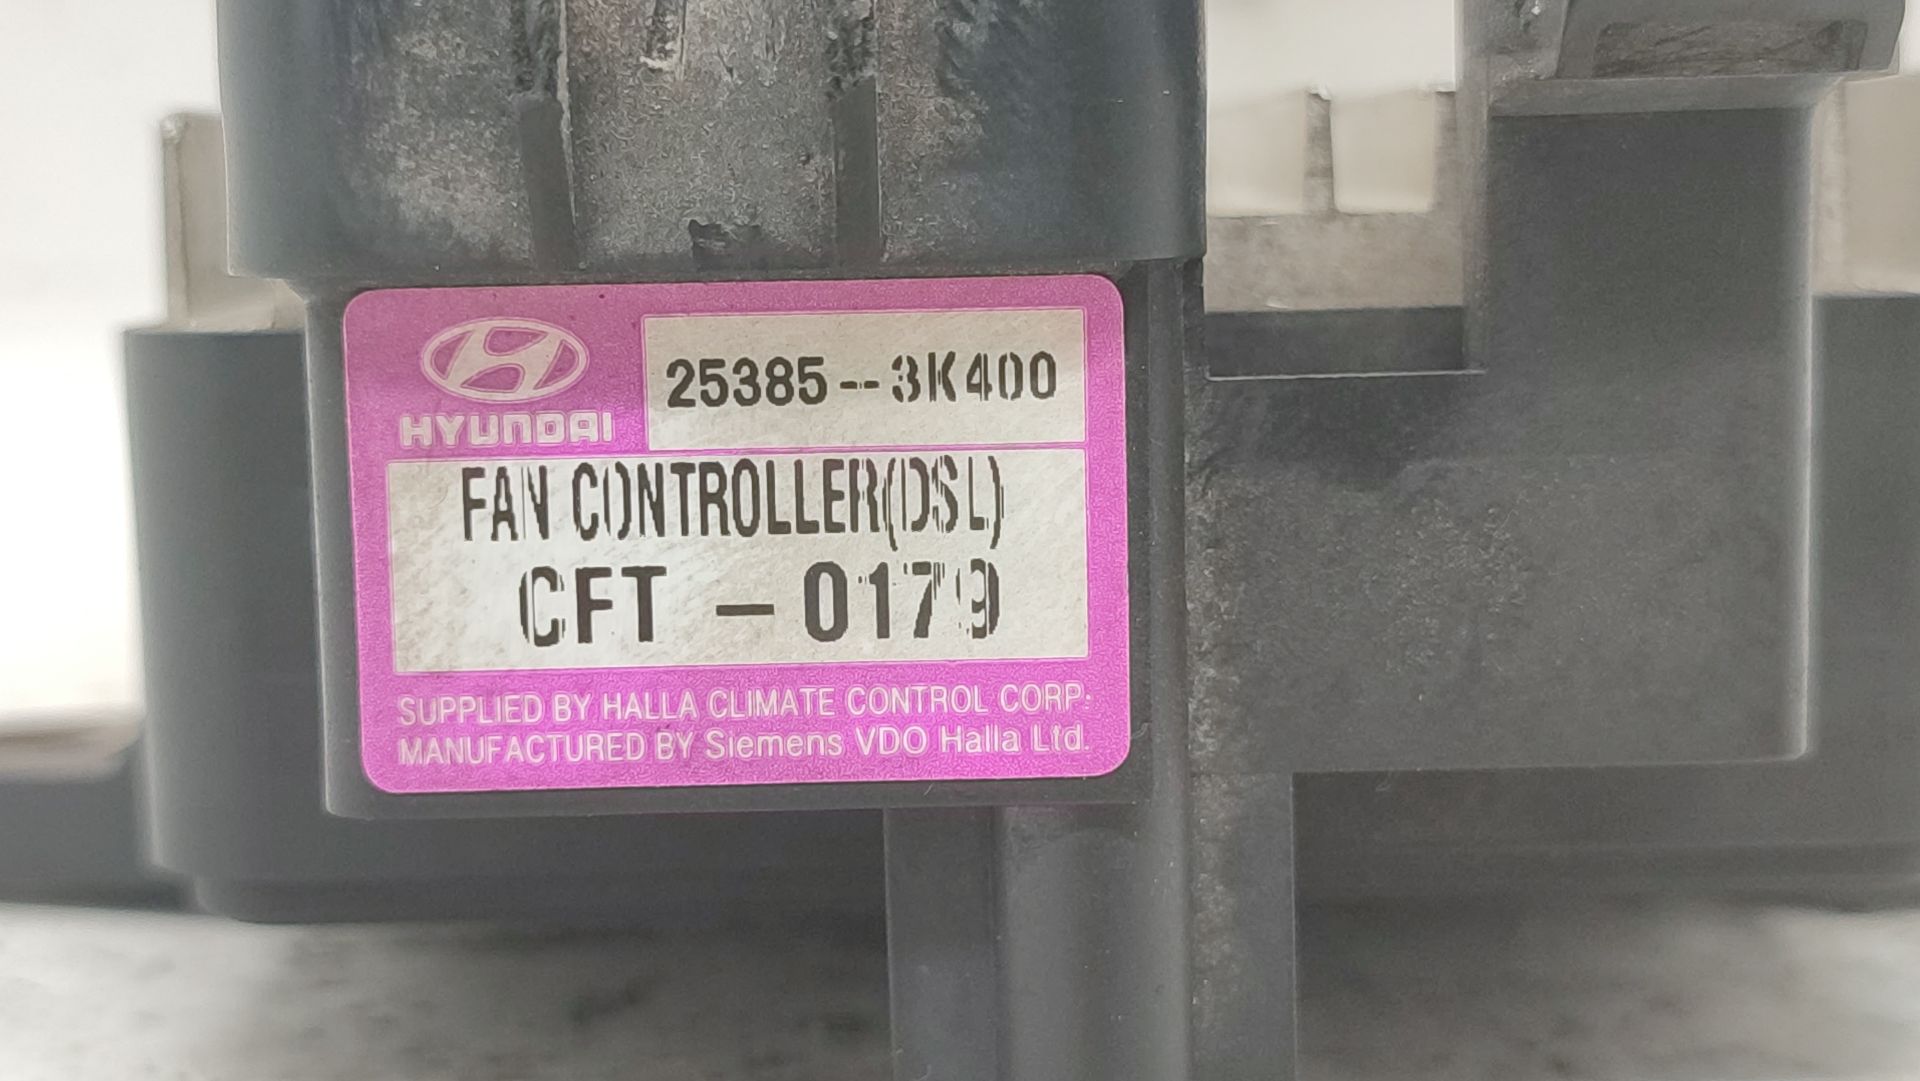 HYUNDAI
25385--3K400
FAN CONTROLLER(DSL)
CFT - 0179
SUPPLIED BY HALLA CLIMATE CONTROL CORP.
MANUFACTURED BY Siemens VDO Halla Ltd.